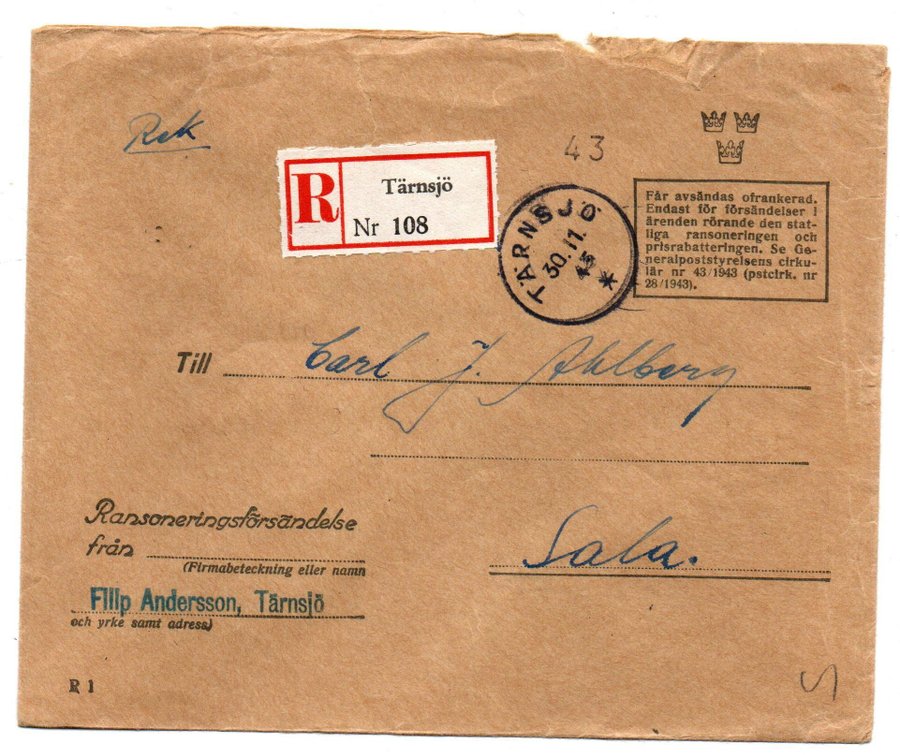 Rek
43
R
Tärnsjö
Nr 108
TÄRNSJÖ
30.11.
43
Får avsändas ofrankerad.
Endast för försändelser i
ärenden rörande den stat-
liga ransoneringen och
prisrabatteringen. Se Ge-
neralpoststyrelsens cirku-
lär nr 43/1943 (pstcirk. nr
28/1943).
Till Carl J. Ahlberg
Sala.
Ransoneringsförsändelse
från
(Firmabeteckning eller namn
Filip Andersson, Tärnsjö
och yrke samt adress)
R 1